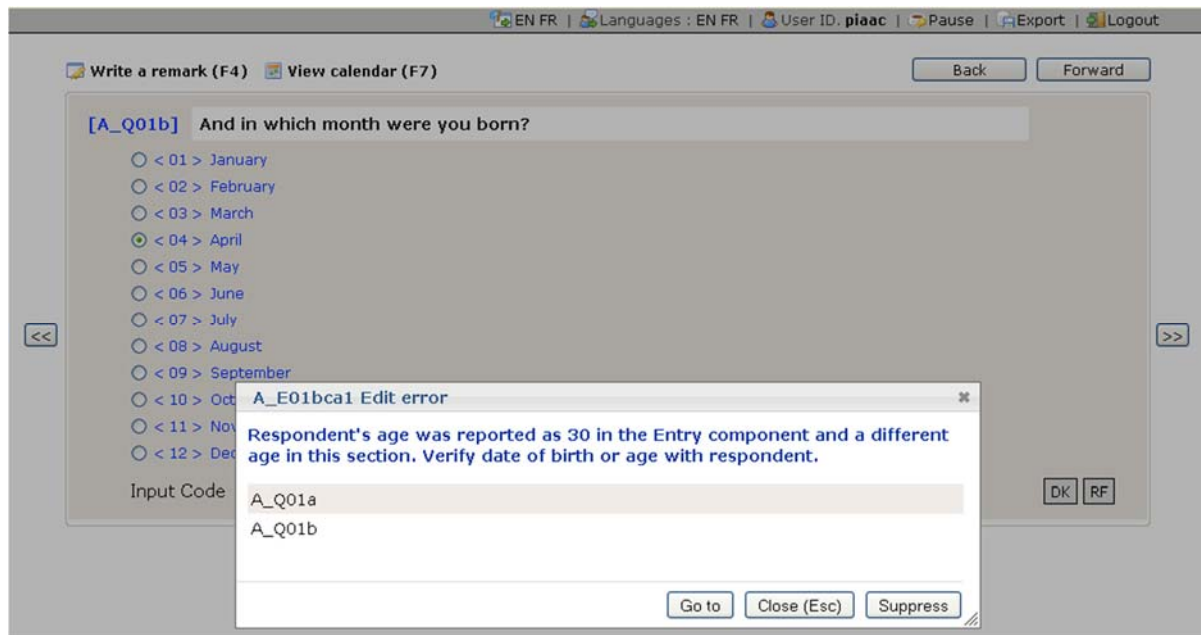 EN FR | Languages : EN FR | User ID. piaac | Pause | Export | Logout
Write a remark (F4) View calendar (F7) Back Forward
[A_Q01b] And in which month were you born?
< 01 > January
< 02 > February
< 03 > March
< 04 > April
< 05 > May
< 06 > June
< 07 > July
<< >>
< 08 > August
< 09 > September
< 10 > Oct
< 11 > Nov
< 12 > Dec
Input Code DK RF
A_E01bca1 Edit error
Respondent's age was reported as 30 in the Entry component and a different
age in this section. Verify date of birth or age with respondent.
A_Q01a
A_Q01b
Go to Close (Esc) Suppress